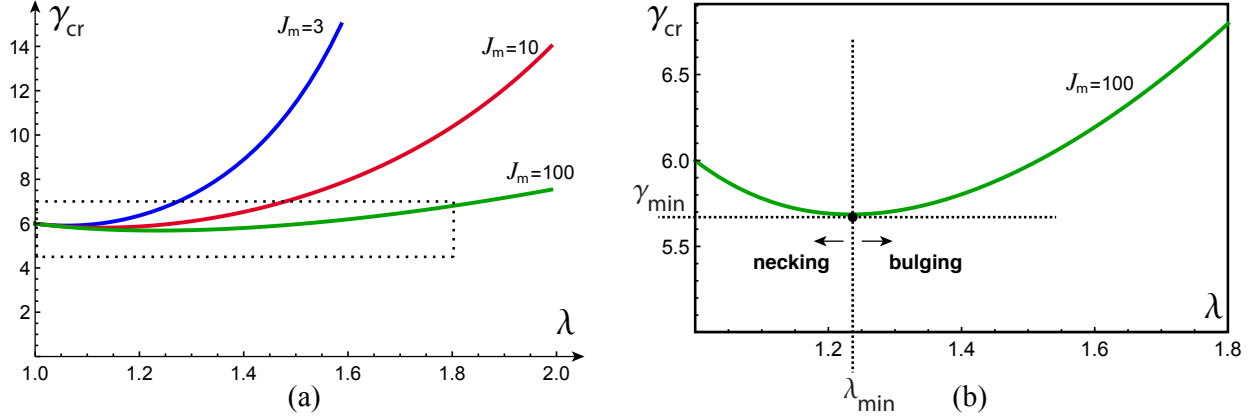 γcr
14
12
10
8
6
4
2
Jm=3
Jm=10
Jm=100
λ
1.0 1.2 1.4 1.6 1.8 2.0
(a)
γcr
6.5
6.0
γmin
5.5
Jm=100
necking bulging
λ
1.2 1.4 1.6 1.8
λmin
(b)